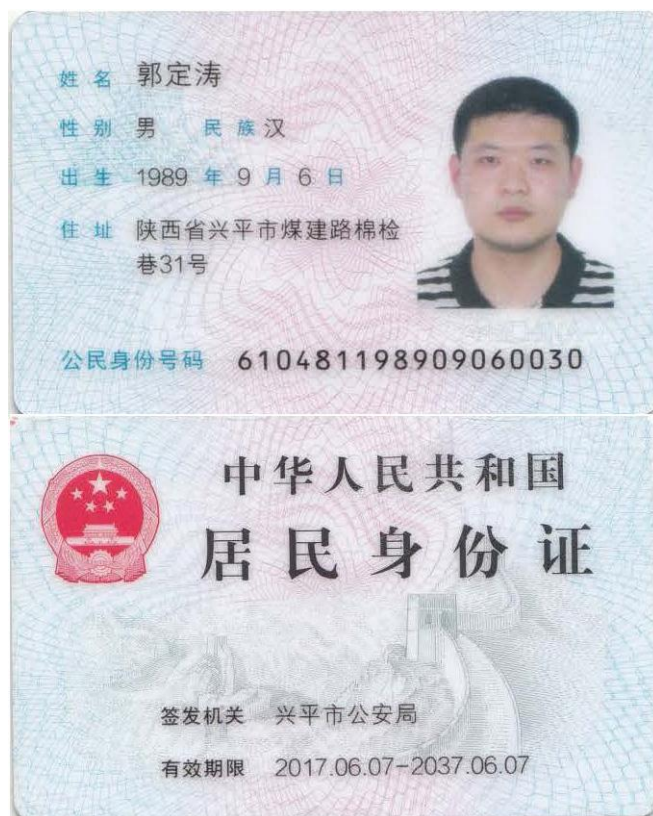 姓名 郭定涛
性别 男 民族 汉
出生 1989 年 9 月 6 日
住址 陕西省兴平市煤建路棉检
巷31号
公民身份号码 610481198909060030
中华人民共和国
居民身份证
签发机关 兴平市公安局
有效期限 2017.06.07-2037.06.07